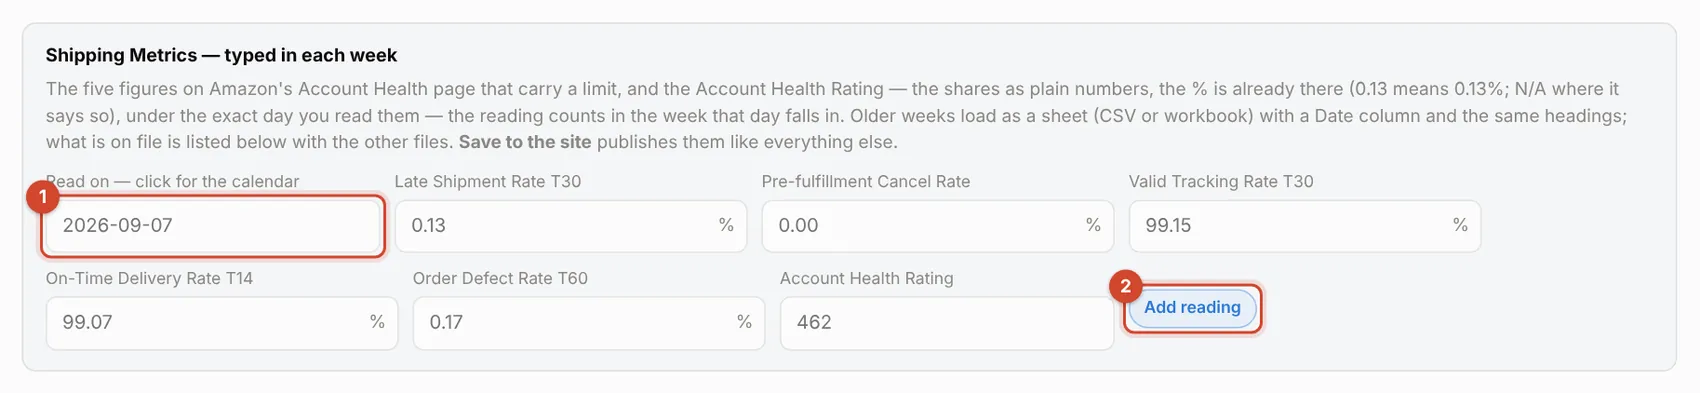 Shipping Metrics — typed in each week
The five figures on Amazon's Account Health page that carry a limit, and the Account Health Rating — the shares as plain numbers, the % is already there (0.13 means 0.13%; N/A where it
says so), under the exact day you read them — the reading counts in the week that day falls in. Older weeks load as a sheet (CSV or workbook) with a Date column and the same headings;
what is on file is listed below with the other files. Save to the site publishes them like everything else.
Read on — click for the calendar
Late Shipment Rate T30
Pre-fulfillment Cancel Rate
Valid Tracking Rate T30
1
2026-09-07
0.13 %
0.00 %
99.15 %
On-Time Delivery Rate T14
Order Defect Rate T60
Account Health Rating
2
99.07 %
0.17 %
462
Add reading